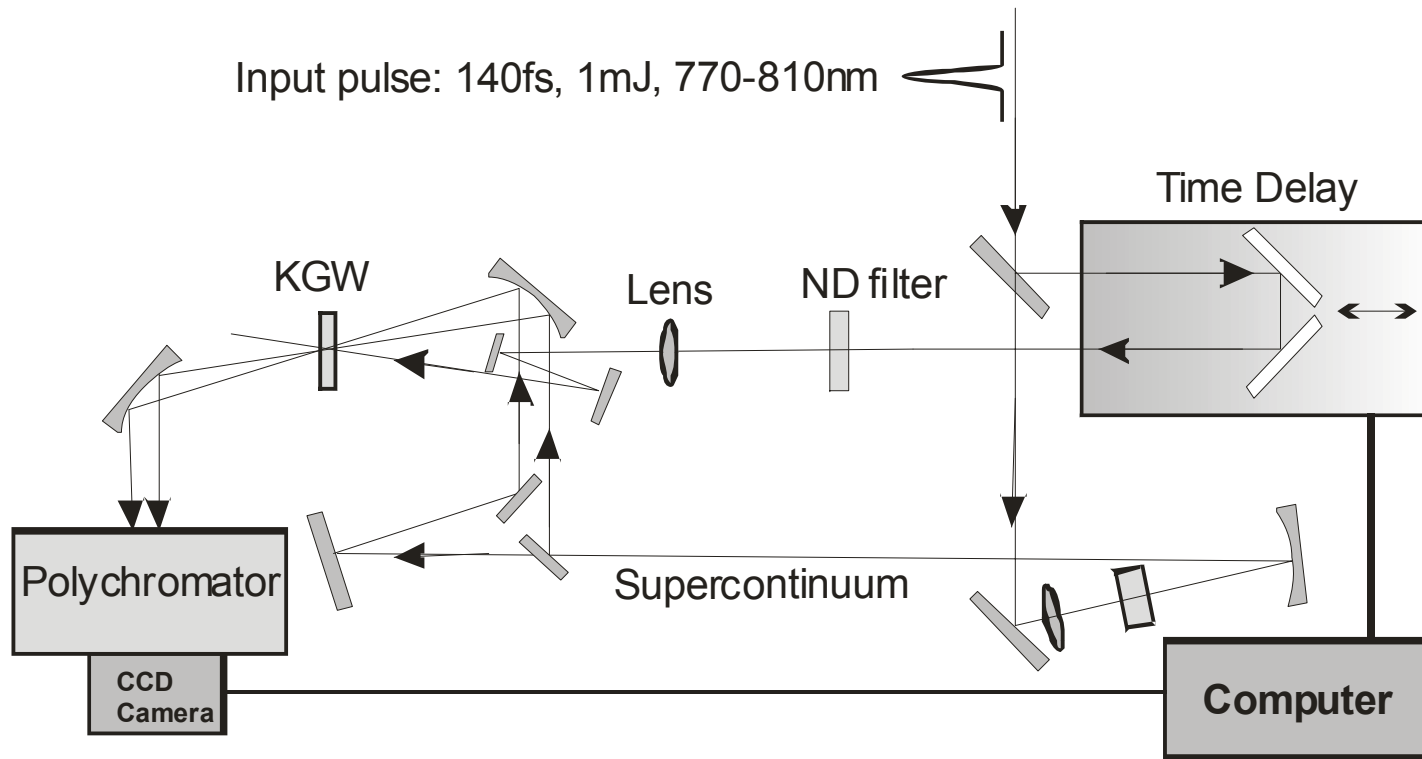 Input pulse: 140fs, 1mJ, 770-810nm
Time Delay
KGW
Lens
ND filter
Polychromator
Supercontinuum
CCD
Camera
Computer